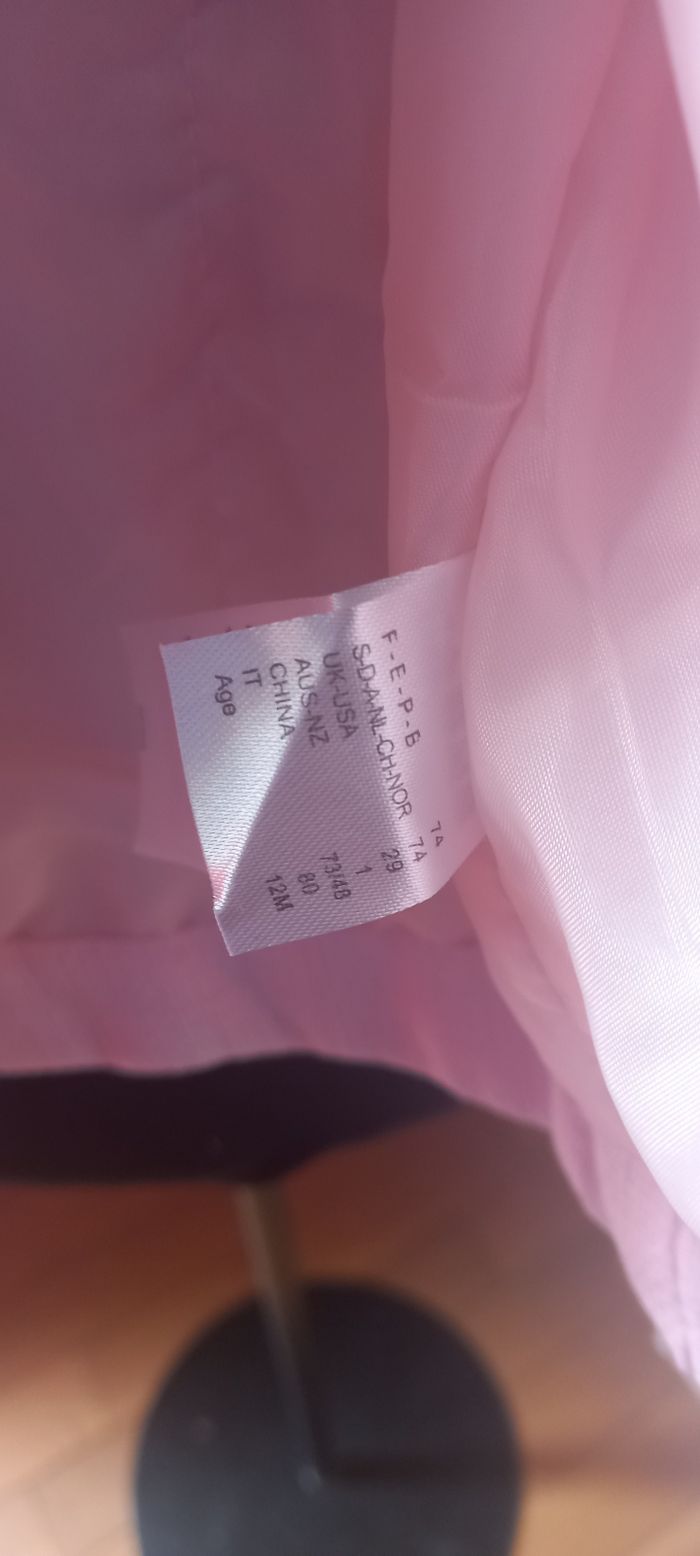 F - E - P - B 74
S-D-A-NL-CH-NOR 74
UK-USA 29
AUS-NZ 1
CHINA 73/48
IT 80
Age 12M